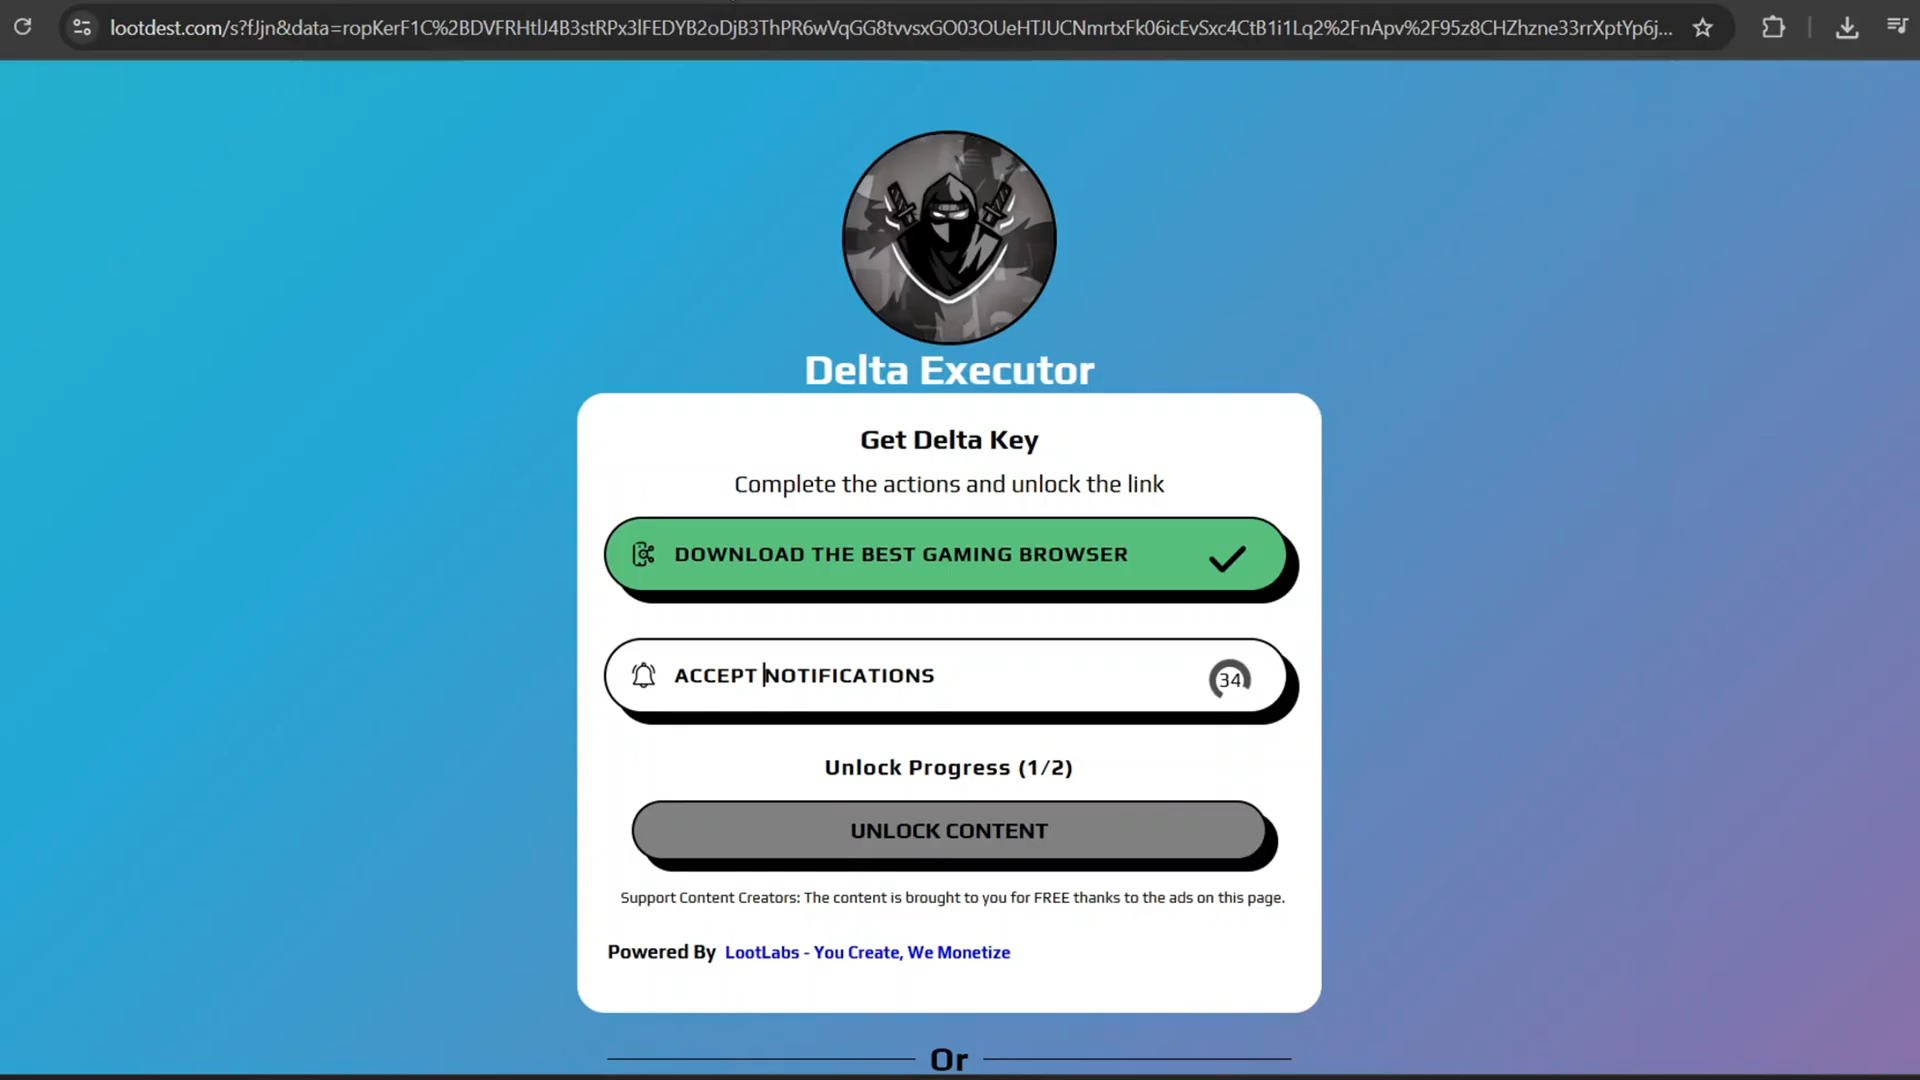 lootdest.com/s?fJjn&data=ropKerF1C%2BDVFRHtlJ4B3stRPx3lFEDYB2oDjB3ThPR6wVqGG8tvvsxGO03OUeHTJUCNmrtxFk06icEvSxc4CtB1i1Lq2%2FnApv%2F95z8CHZhzne33rrXptYp6j...
Delta Executor
Get Delta Key
Complete the actions and unlock the link
DOWNLOAD THE BEST GAMING BROWSER
ACCEPT NOTIFICATIONS
34
Unlock Progress (1/2)
UNLOCK CONTENT
Support Content Creators: The content is brought to you for FREE thanks to the ads on this page.
Powered By LootLabs - You Create, We Monetize
Or